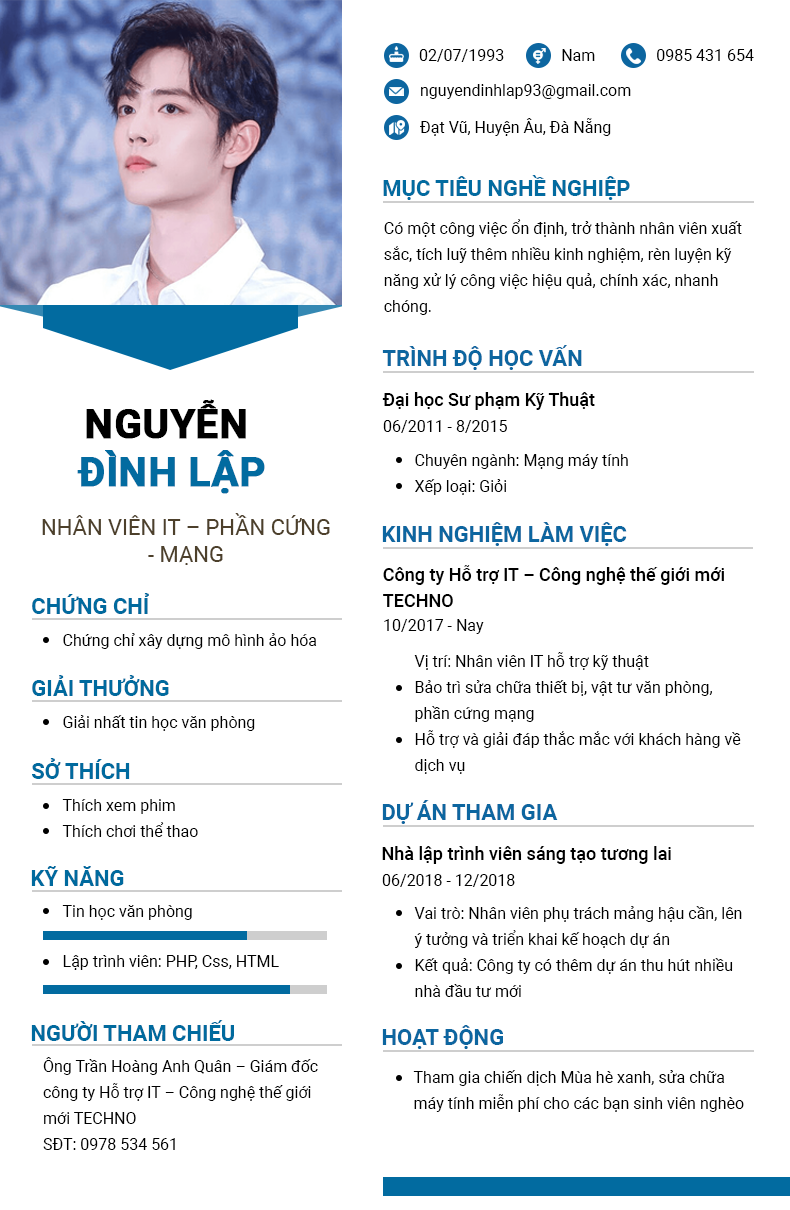 02/07/1993 Nam 0985 431 654
nguyendinhlap93@gmail.com
Đạt Vũ, Huyện Âu, Đà Nẵng
NGUYỄN
ĐÌNH LẬP
NHÂN VIÊN IT – PHẦN CỨNG
- MẠNG
CHỨNG CHỈ
Chứng chỉ xây dựng mô hình ảo hóa
GIẢI THƯỞNG
Giải nhất tin học văn phòng
SỞ THÍCH
Thích xem phim
Thích chơi thể thao
KỸ NĂNG
Tin học văn phòng
Lập trình viên: PHP, Css, HTML
NGƯỜI THAM CHIẾU
Ông Trần Hoàng Anh Quân – Giám đốc
công ty Hỗ trợ IT – Công nghệ thế giới
mới TECHNO
SĐT: 0978 534 561
MỤC TIÊU NGHỀ NGHIỆP
Có một công việc ổn định, trở thành nhân viên xuất
sắc, tích luỹ thêm nhiều kinh nghiệm, rèn luyện kỹ
năng xử lý công việc hiệu quả, chính xác, nhanh
chóng.
TRÌNH ĐỘ HỌC VẤN
Đại học Sư phạm Kỹ Thuật
06/2011 - 8/2015
Chuyên ngành: Mạng máy tính
Xếp loại: Giỏi
KINH NGHIỆM LÀM VIỆC
Công ty Hỗ trợ IT – Công nghệ thế giới mới
TECHNO
10/2017 - Nay
Vị trí: Nhân viên IT hỗ trợ kỹ thuật
Bảo trì sửa chữa thiết bị, vật tư văn phòng,
phần cứng mạng
Hỗ trợ và giải đáp thắc mắc với khách hàng về
dịch vụ
DỰ ÁN THAM GIA
Nhà lập trình viên sáng tạo tương lai
06/2018 - 12/2018
Vai trò: Nhân viên phụ trách mảng hậu cần, lên
ý tưởng và triển khai kế hoạch dự án
Kết quả: Công ty có thêm dự án thu hút nhiều
nhà đầu tư mới
HOẠT ĐỘNG
Tham gia chiến dịch Mùa hè xanh, sửa chữa
máy tính miễn phí cho các bạn sinh viên nghèo